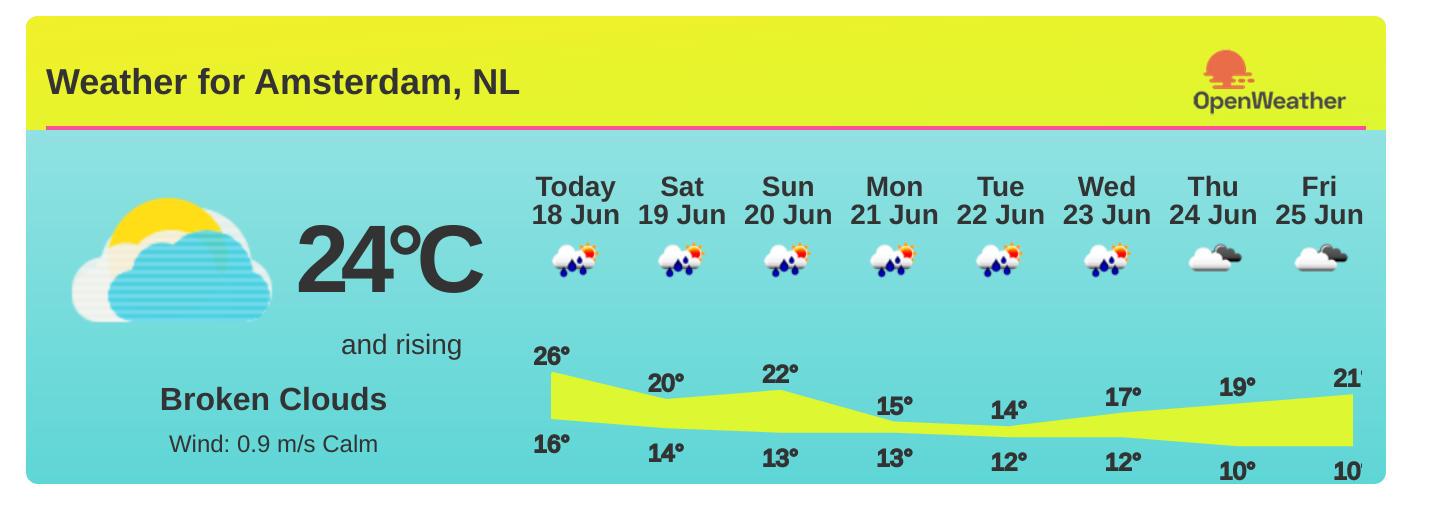 Weather for Amsterdam, NL
OpenWeather
24°C
and rising
Broken Clouds
Wind: 0.9 m/s Calm
Today Sat Sun Mon Tue Wed Thu Fri
18 Jun 19 Jun 20 Jun 21 Jun 22 Jun 23 Jun 24 Jun 25 Jun
26° 20° 22° 15° 14° 17° 19° 21°
16° 14° 13° 13° 12° 12° 10° 10°